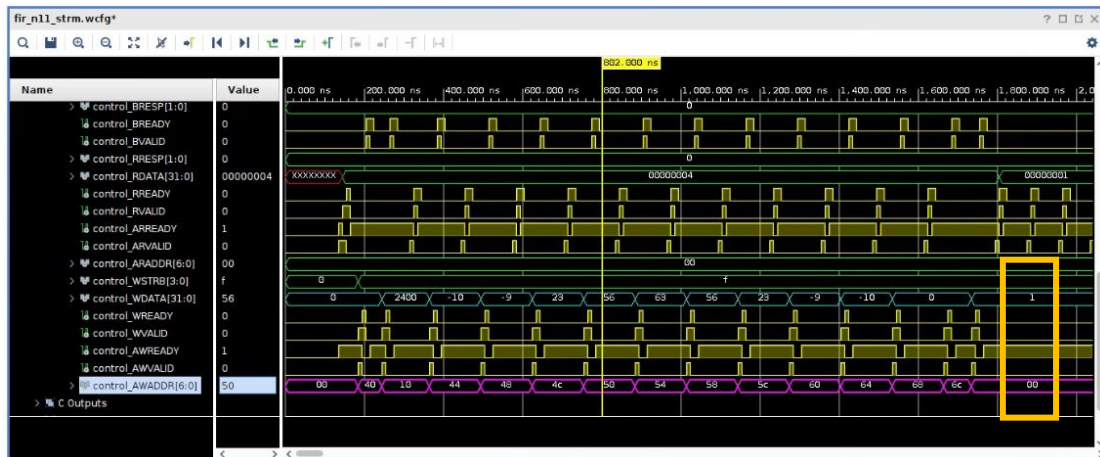 fir_n11_strm.wcfg*
802.000 ns
Name Value 0.000 ns 200.000 ns 400.000 ns 600.000 ns 800.000 ns 1,000.000 ns 1,200.000 ns 1,400.000 ns 1,600.000 ns 1,800.000 ns 2,0
control_BRESP[1:0] 0 0
control_BREADY 0
control_BVALID 0
control_RRESP[1:0] 0 0
control_RDATA[31:0] 00000004 XXXXXXXX 00000004 00000001
control_RREADY 0
control_RVALID 0
control_ARREADY 1
control_ARVALID 0
control_ARADDR[6:0] 00 00
control_WSTRB[3:0] f 0 f
control_WDATA[31:0] 56 0 2400 -10 -9 23 56 63 56 23 -9 -10 0 1
control_WREADY 0
control_WVALID 0
control_AWREADY 1
control_AWVALID 0
control_AWADDR[6:0] 50 00 40 10 44 48 4c 50 54 58 5c 60 64 68 6c 00
C Outputs